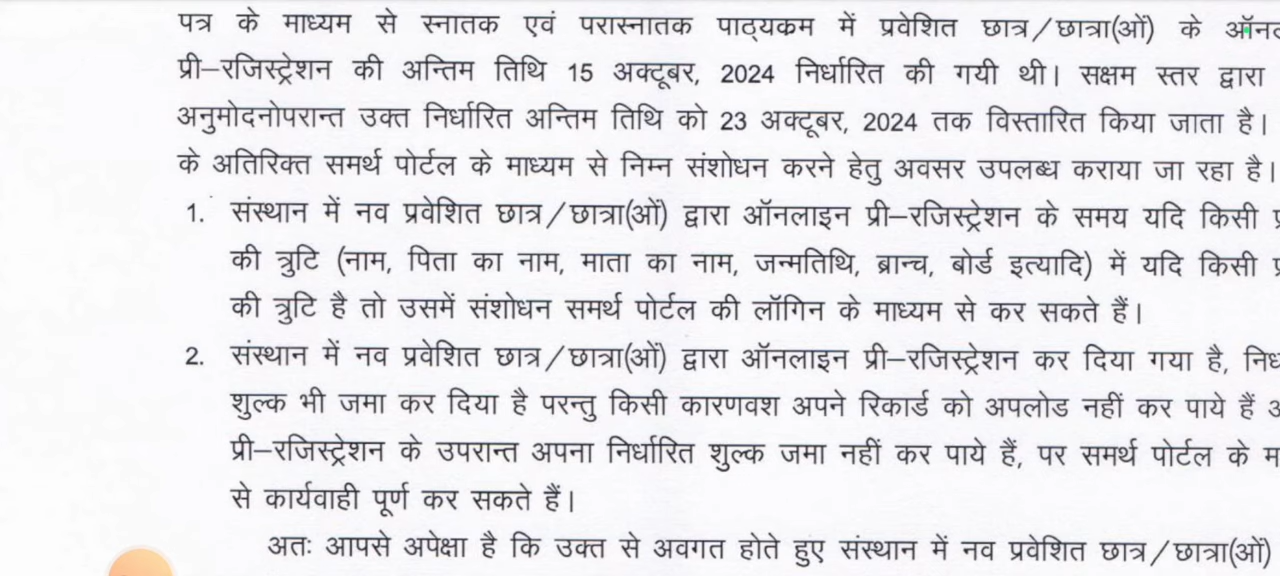 पत्र के माध्यम से स्नातक एवं परास्नातक पाठ्यकम में प्रवेशित छात्र/छात्रा(ओं) के
प्री–रजिस्ट्रेशन की अन्तिम तिथि 15 अक्टूबर, 2024 निर्धारित की गयी थी। सक्षम स्तर द्वारा
अनुमोदनोपरान्त उक्त निर्धारित अन्तिम तिथि को 23 अक्टूबर, 2024 तक विस्तारित किया जाता है।
के अतिरिक्त समर्थ पोर्टल के माध्यम से निम्न संशोधन करने हेतु अवसर उपलब्ध कराया जा रहा है।
1. संस्थान में नव प्रवेशित छात्र/छात्रा(ओं) द्वारा ऑनलाइन प्री–रजिस्ट्रेशन के समय यदि किसी
की त्रुटि (नाम, पिता का नाम, माता का नाम, जन्मतिथि, ब्रान्च, बोर्ड इत्यादि) में यदि किसी
की त्रुटि है तो उसमें संशोधन समर्थ पोर्टल की लॉगिन के माध्यम से कर सकते हैं।
2. संस्थान में नव प्रवेशित छात्र/छात्रा(ओं) द्वारा ऑनलाइन प्री–रजिस्ट्रेशन कर दिया गया है,
शुल्क भी जमा कर दिया है परन्तु किसी कारणवश अपने रिकार्ड को अपलोड नहीं कर पाये हैं
प्री–रजिस्ट्रेशन के उपरान्त अपना निर्धारित शुल्क जमा नहीं कर पाये हैं, पर समर्थ पोर्टल के
से कार्यवाही पूर्ण कर सकते हैं।
अतः आपसे अपेक्षा है कि उक्त से अवगत होते हुए संस्थान में नव प्रवेशित छात्र/छात्रा(ओं)